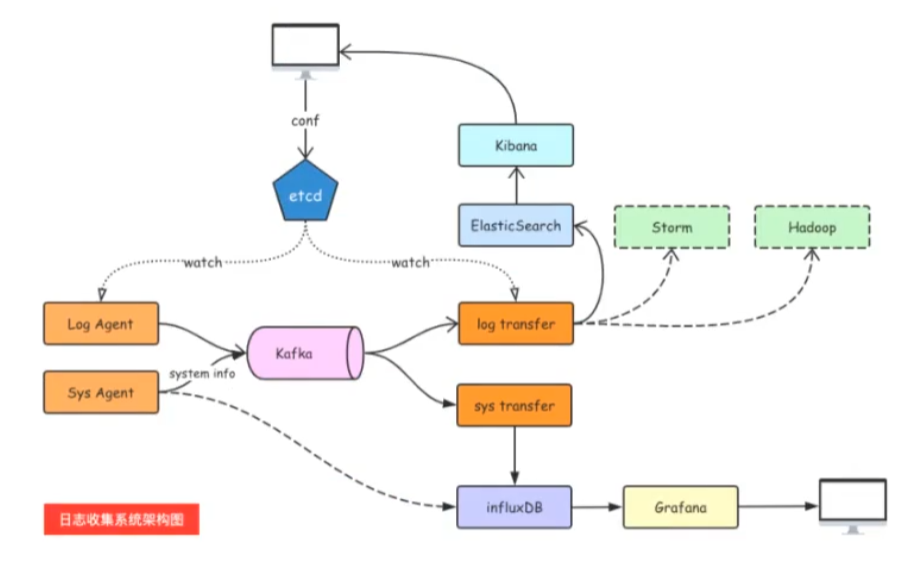 conf
Kibana
etcd
ElasticSearch
Storm
Hadoop
watch
watch
Log Agent
log transfer
Kafka
system info
Sys Agent
sys transfer
influxDB
Grafana
日志收集系统架构图